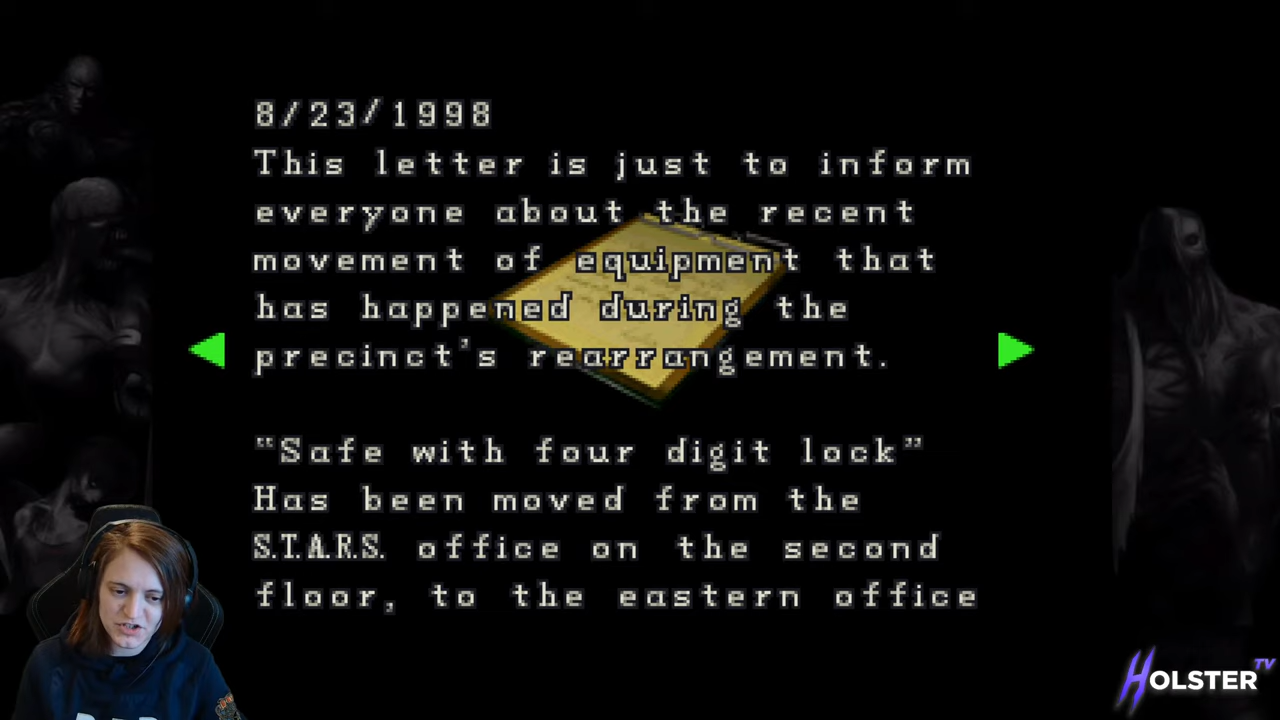 8/23/1998
This letter is just to inform
everyone about the recent
movement of equipment that
has happened during the
precinct's rearrangement.
“Safe with four digit lock”
Has been moved from the
S.T.A.R.S. office on the second
floor, to the eastern office
HOLSTER TV